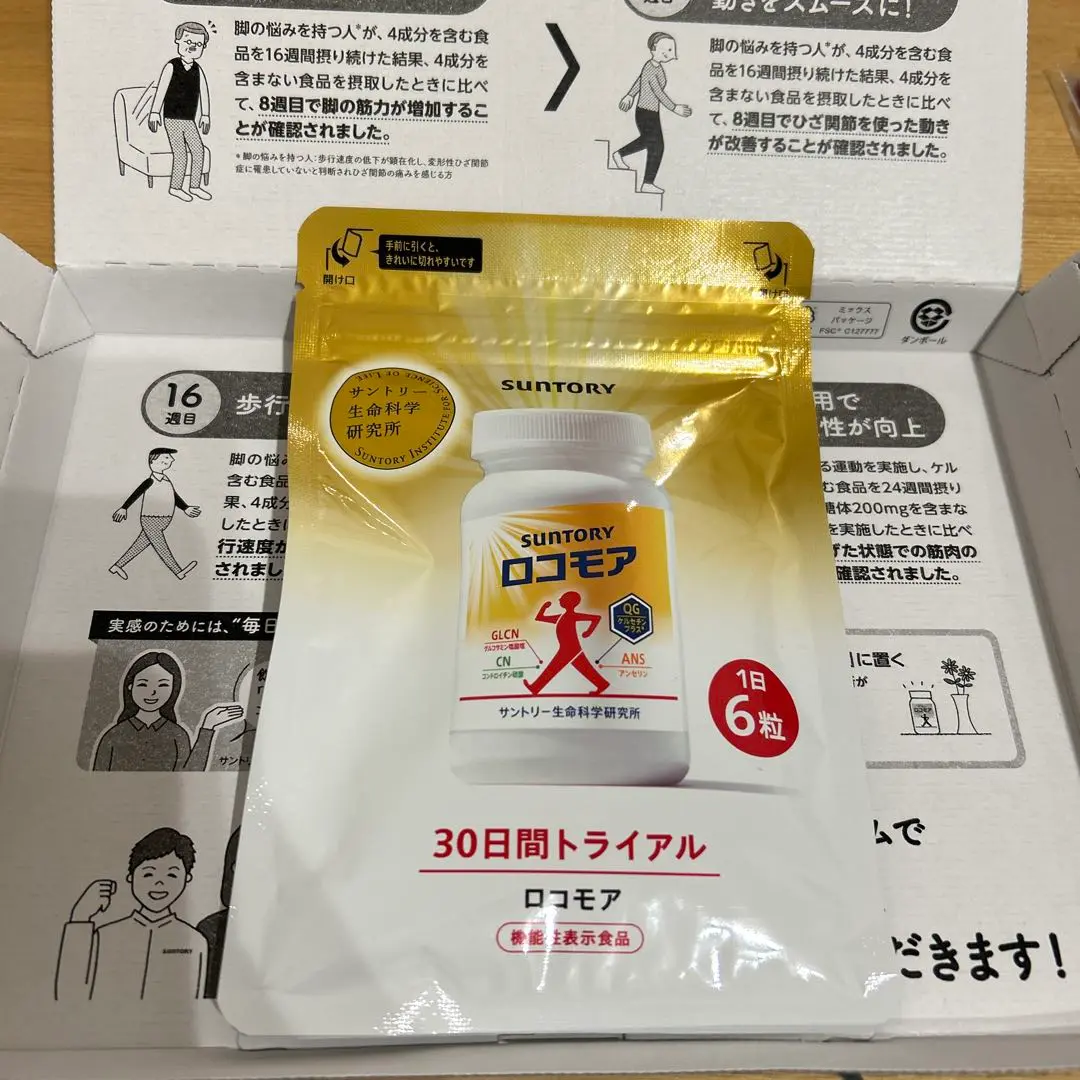 動きをスムーズに!
脚の悩みを持つ人*が、4成分を含む食
品を16週間摂り続けた結果、4成分を
含まない食品を摂取したときに比べ
て、8週目で脚の筋力が増加するこ
とが確認されました。
*脚の悩みを持つ人:歩行速度の低下が顕在化し、変形性ひざ関節
症に罹患していないと判断されひざ関節の痛みを感じる方
脚の悩みを持つ人*が、4成分を含む食
品を16週間摂り続けた結果、4成分を
含まない食品を摂取したときに比べ
て、8週目でひざ関節を使った動き
が改善することが確認されました。
開け口
手前に引くと、
きれいに切れやすいです
開け口
ミックス
パッケージ
FSC® C127777
ダンボール
16
週目
歩行
脚の悩み
含む食品
果、4成分
したとき
行速度が
されまし
用で
性が向上
る運動を実施し、ケル
む食品を24週間摂り
糖体200mgを含まな
を実施したときに比べ
げた状態での筋肉の
確認されました。
サントリー
生命科学
研究所
SUNTORY INSTITUTE FOR SCIENCE OF LIFE
SUNTORY
SUNTORY
ロコモア
GLCN
グルコサミン塩酸塩
CN
コンドロイチン硫酸
QG
ケルセチン
プラス
ANS
アンセリン
サントリー生命科学研究所
1日
6粒
30日間トライアル
ロコモア
機能性表示食品
実感のためには、"毎日
サントリ
に置く
ロコモア
ムで
SUNTORY
だきます!